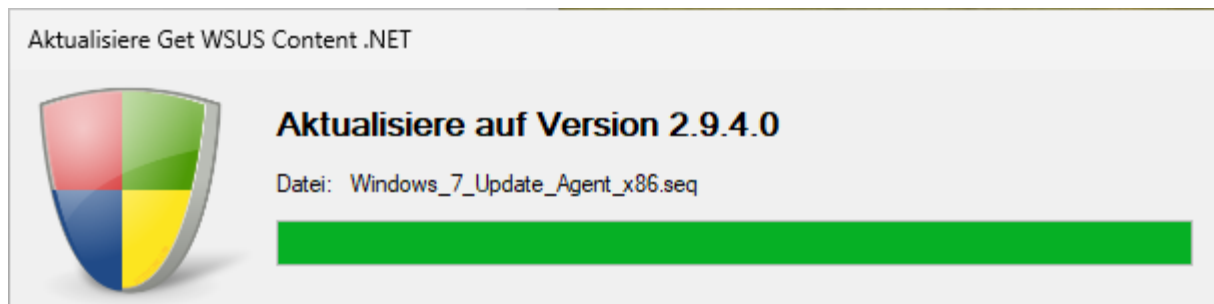 Aktualisiere Get WSUS Content .NET
Aktualisiere auf Version 2.9.4.0
Datei: Windows_7_Update_Agent_x86.seq